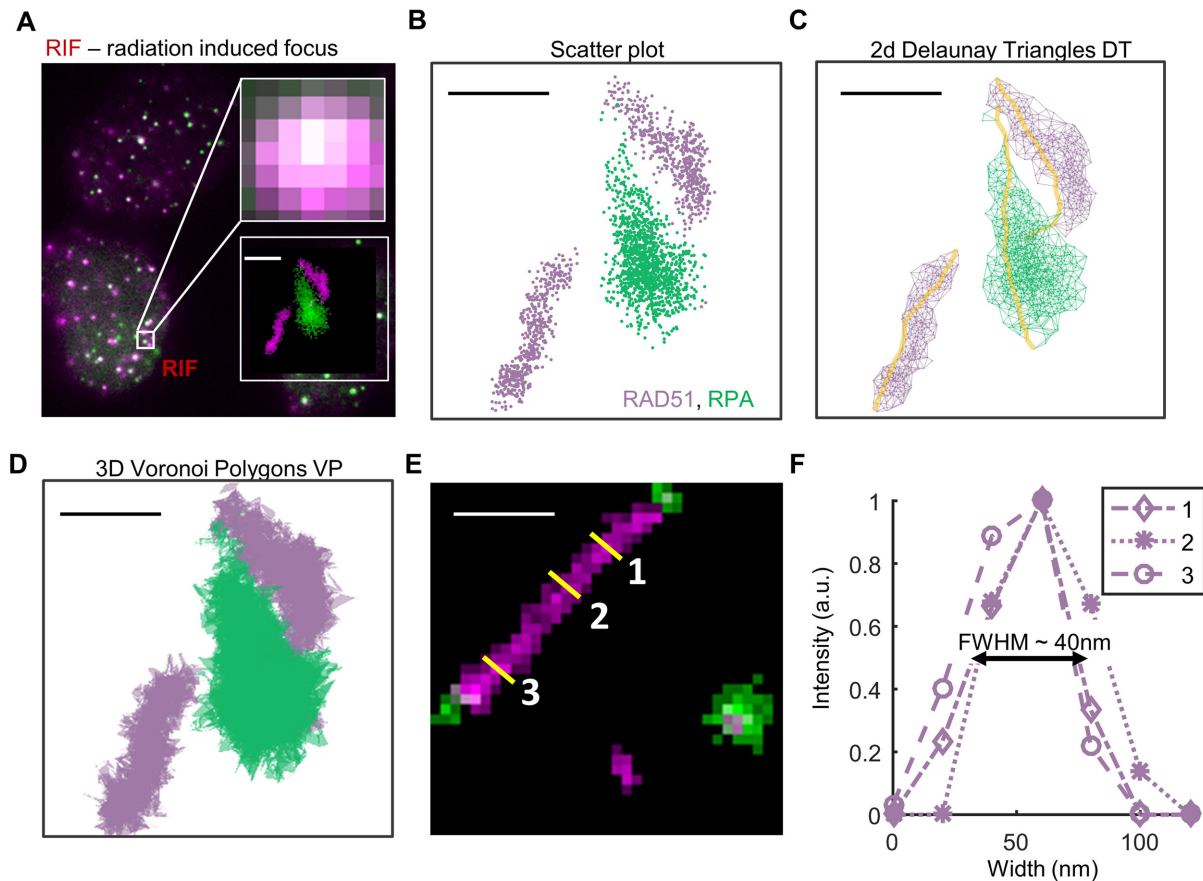 A
RIF – radiation induced focus
RIF
B
Scatter plot
RAD51, RPA
C
2d Delaunay Triangles DT
D
3D Voronoi Polygons VP
E
1
2
3
F
1
0.8
0.6
0.4
0.2
0
Intensity (a.u.)
FWHM ~ 40nm
1
2
3
0 50 100
Width (nm)